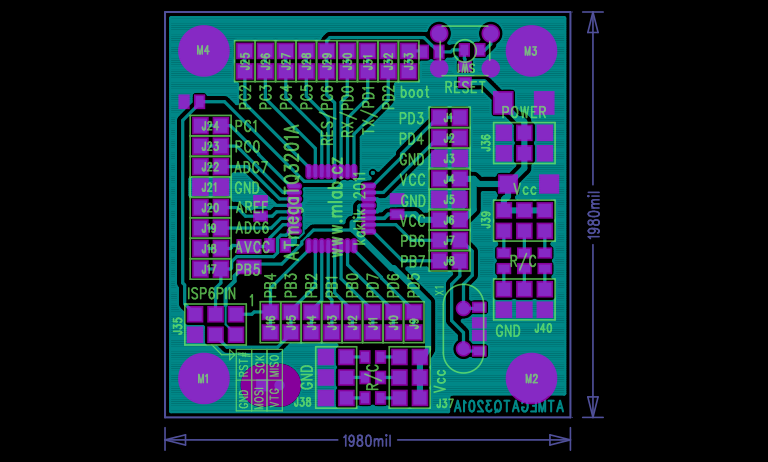 M4
J25
J26
J27
J28
J29
J30
J31
J32
J33
SW1
M3
PC2
PC3
PC4
PC5
RES/PC6
RX/PD0
TX/PD1
PD2
boot
RESET
POWER
J36
J24 PC1
J23 PC0
J22 ADC7
J21 GND
J20 AREF
J19 ADC6
J18 AVCC
J17 PB5
PD3 J1
PD4 J2
GND J3
VCC J4
GND J5
VCC J6
PB6 J7
PB7 J8
ATmegaTQ3201A
www.mlab.cz
kaklik 2011
Vcc
J39
R/C
GND
J40
X1
ISP6PIN
1
J35
PB4
PB3
PB2
PB1
PB0
PD7
PD6
PD5
J16
J15
J14
J13
J12
J11
J10
J9
M1
RST#
SCK
MISO
GND
MOSI
VTG
J38
GND
R/C
Vcc
J37
M2
ATMEGATQ3201A
1980mil
1980mil